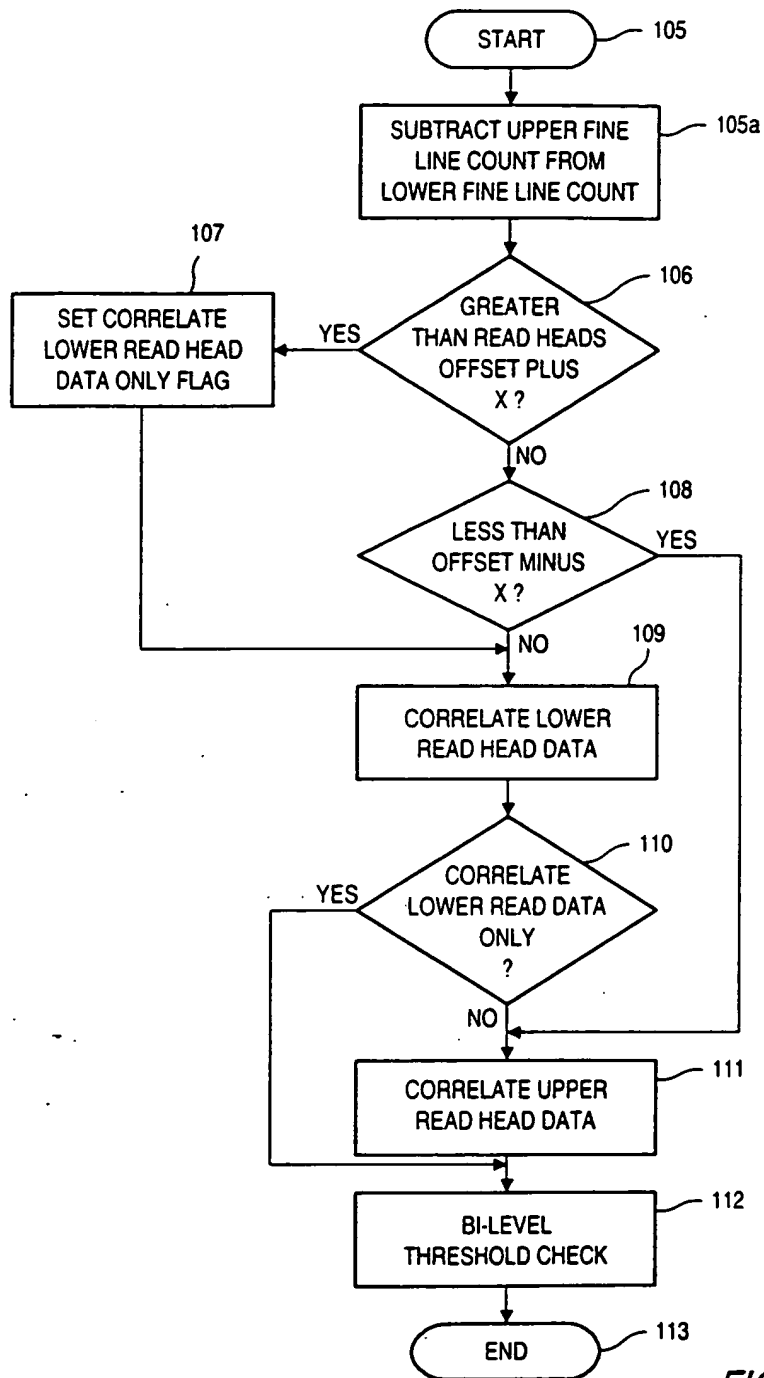 START
105
SUBTRACT UPPER FINE
LINE COUNT FROM
LOWER FINE LINE COUNT
105a
107
106
SET CORRELATE
LOWER READ HEAD
DATA ONLY FLAG
YES
GREATER
THAN READ HEADS
OFFSET PLUS
X ?
NO
108
LESS THAN
OFFSET MINUS
X ?
YES
NO
109
CORRELATE LOWER
READ HEAD DATA
110
YES
CORRELATE
LOWER READ DATA
ONLY
?
NO
111
CORRELATE UPPER
READ HEAD DATA
112
BI-LEVEL
THRESHOLD CHECK
END
113